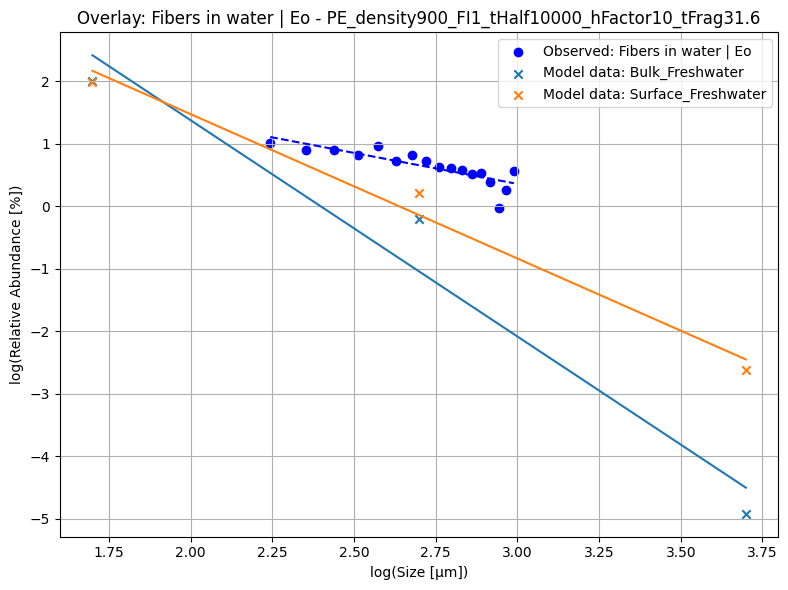 Overlay: Fibers in water | Eo - PE_density900_FI1_tHalf10000_hFactor10_tFrag31.6
Observed: Fibers in water | Eo
Model data: Bulk_Freshwater
Model data: Surface_Freshwater
log(Relative Abundance [%])
2
1
0
−1
−2
−3
−4
−5
1.75
2.00
2.25
2.50
2.75
3.00
3.25
3.50
3.75
log(Size [µm])